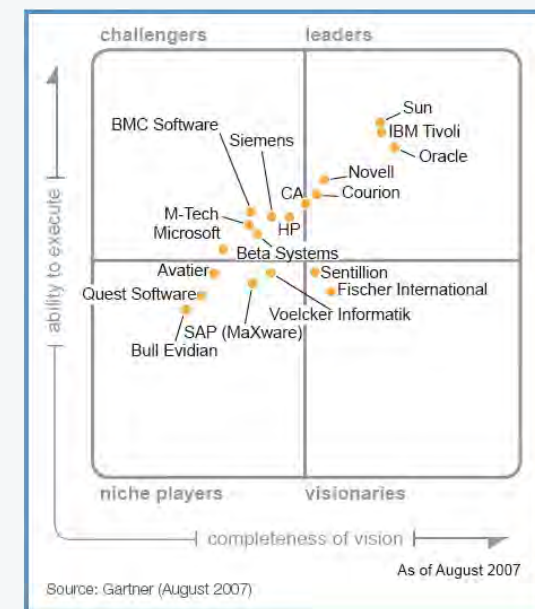 challengers
leaders
Sun
BMC Software
IBM Tivoli
Siemens
Oracle
Novell
CA
Courion
M-Tech
HP
Microsoft
Beta Systems
Avatier
Sentillion
Quest Software
Fischer International
Voelcker Informatik
SAP (MaXware)
Bull Evidian
ability to execute
niche players
visionaries
completeness of vision
As of August 2007
Source: Gartner (August 2007)